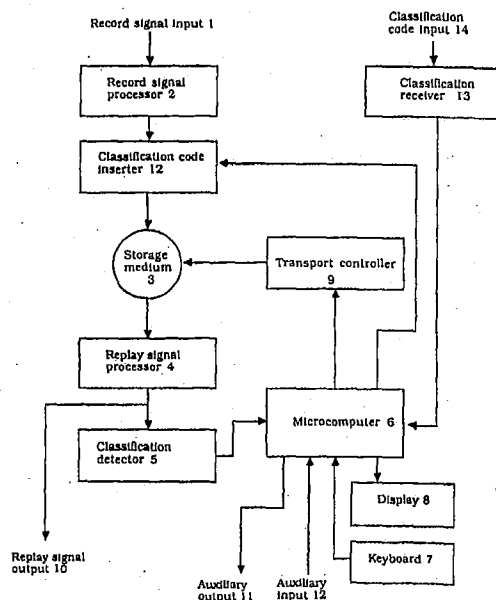 Record signal input 1
Classification
code input 14
Record signal
processor 2
Classification
receiver 13
Classification code
inserter 12
Storage
medium
3
Transport controller
9
Replay signal
processor 4
Microcomputer 6
Classification
detector 5
Display 8
Keyboard 7
Replay signal
output 10
Auxiliary
output 11
Auxiliary
input 12